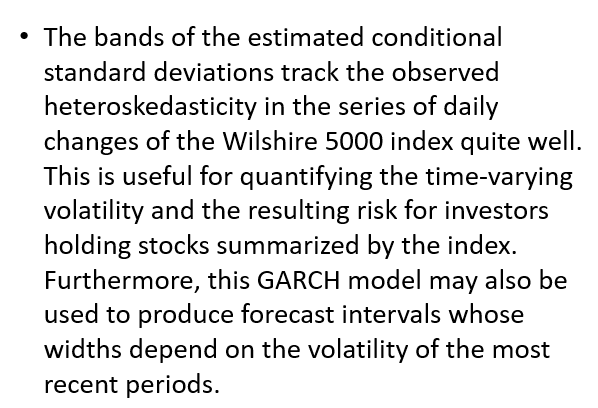 • The bands of the estimated conditional
standard deviations track the observed
heteroskedasticity in the series of daily
changes of the Wilshire 5000 index quite well.
This is useful for quantifying the time-varying
volatility and the resulting risk for investors
holding stocks summarized by the index.
Furthermore, this GARCH model may also be
used to produce forecast intervals whose
widths depend on the volatility of the most
recent periods.